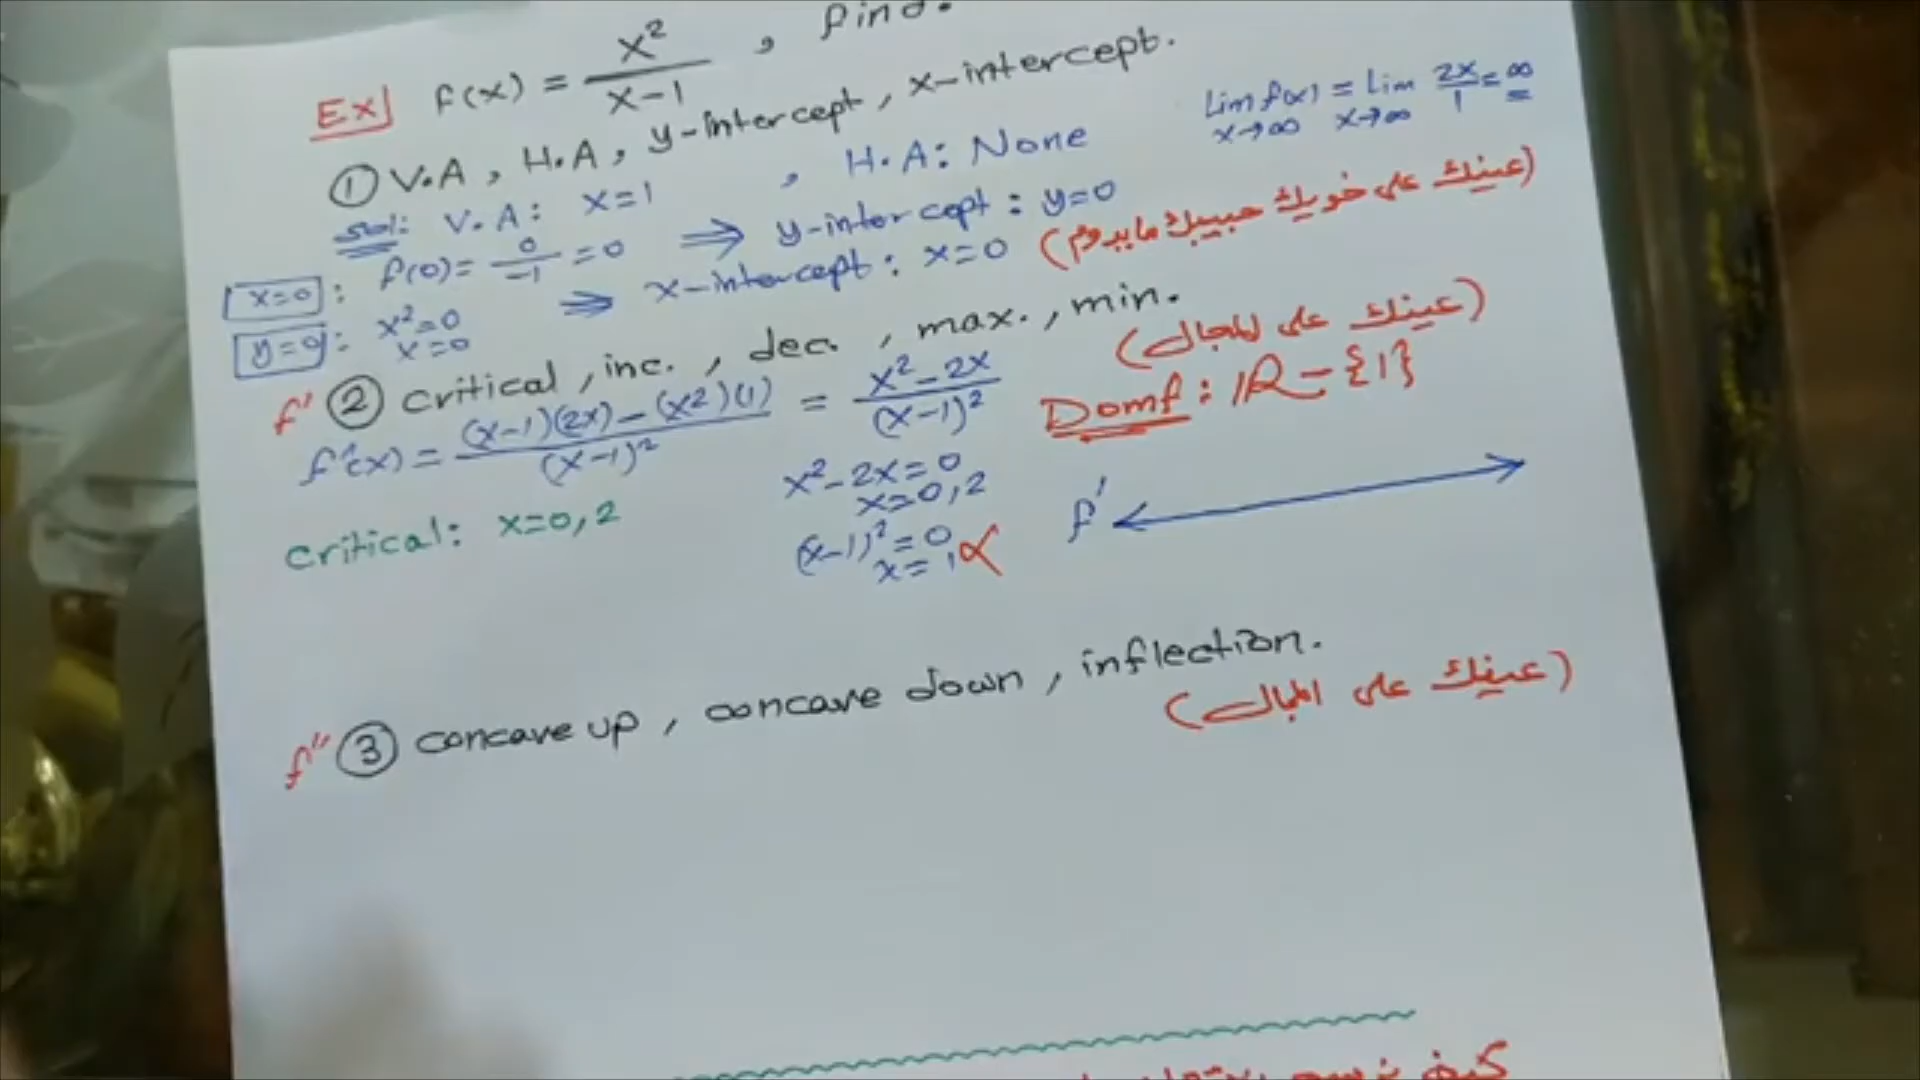 Ex] f(x) = x²/(x-1) , find.
① V.A , H.A , y-intercept , x-intercept.
sol: V.A: x=1 , H.A: None
Lim f(x) = Lim 2x/1 = ∞
x→∞ x→∞
x=0 : f(0) = 0/-1 = 0 ⇒ y-intercept : y=0
y=0 : x²=0 ⇒ x-intercept : x=0 (عينك على خويك حبيبك مايدوم)
x=0
f' ② critical , inc. , dec. , max. , min.
(عينك على المجال)
f'(x) = ((x-1)(2x) - (x²)(1))/(x-1)² = (x²-2x)/(x-1)²
Domf : ℝ - {1}
x²-2x=0
x=0,2
critical: x=0,2
(x-1)²=0
x=1
f'
f'' ③ concave up , concave down , inflection.
(عينك على المجال)
كيف نرسم